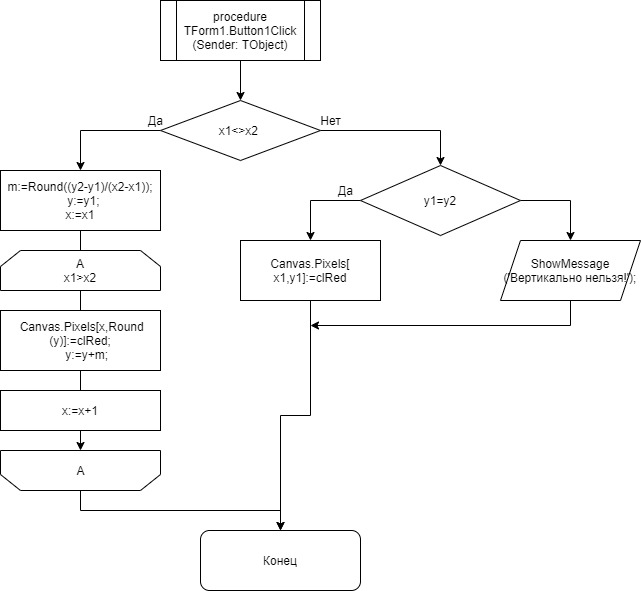 procedure
TForm1.Button1Click
(Sender: TObject)
x1<>x2
Да
Нет
m:=Round((y2-y1)/(x2-x1));
y:=y1;
x:=x1
y1=y2
Да
A
x1>x2
Canvas.Pixels[
x1,y1]:=clRed
ShowMessage
('Вертикально нельзя!');
Canvas.Pixels[x,Round
(y)]:=clRed;
y:=y+m;
x:=x+1
A
Конец